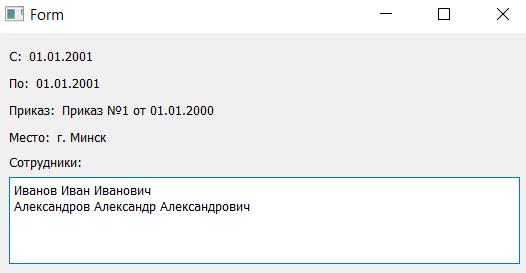 Form
С: 01.01.2001
По: 01.01.2001
Приказ: Приказ №1 от 01.01.2000
Место: г. Минск
Сотрудники:
Иванов Иван Иванович
Александров Александр Александрович